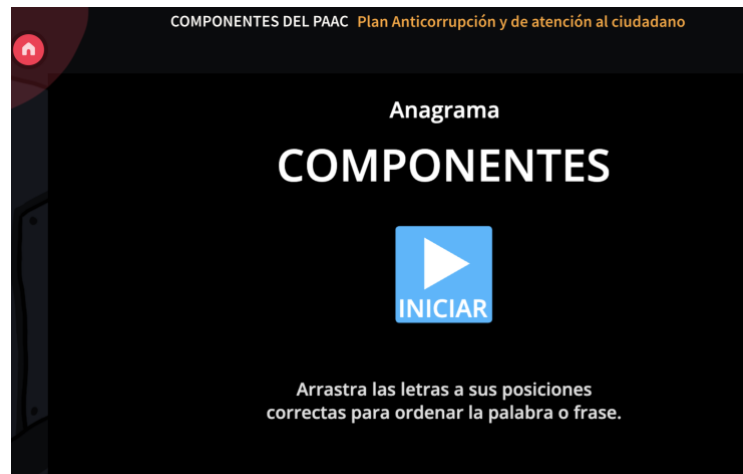 COMPONENTES DEL PAAC Plan Anticorrupción y de atención al ciudadano
Anagrama
COMPONENTES
INICIAR
Arrastra las letras a sus posiciones
correctas para ordenar la palabra o frase.